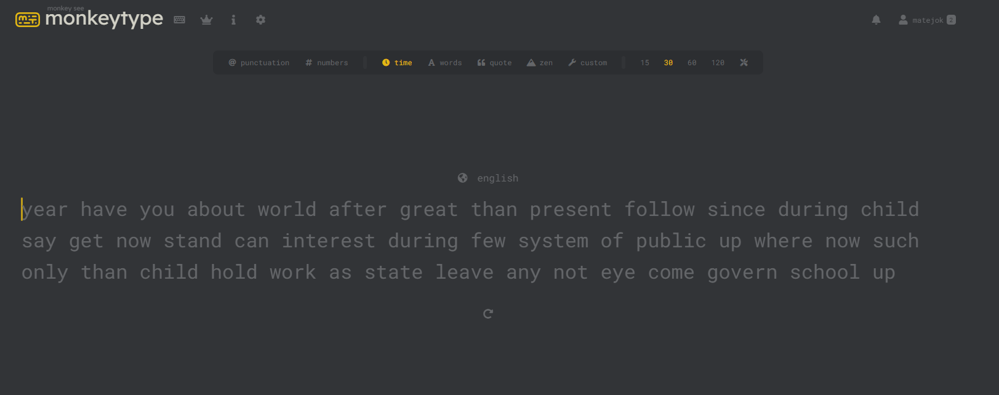 monkey see
monkeytype
matejok 2
@ punctuation # numbers time A words quote zen custom 15 30 60 120
english
year have you about world after great than present follow since during child
say get now stand can interest during few system of public up where now such
only than child hold work as state leave any not eye come govern school up